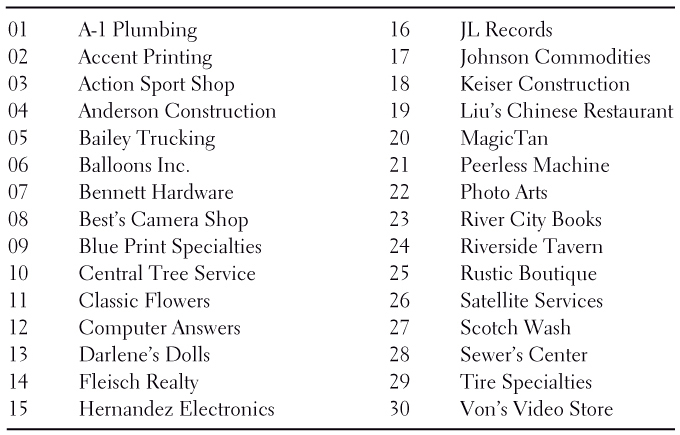 01 A-1 Plumbing 16 JL Records
02 Accent Printing 17 Johnson Commodities
03 Action Sport Shop 18 Keiser Construction
04 Anderson Construction 19 Liu's Chinese Restaurant
05 Bailey Trucking 20 MagicTan
06 Balloons Inc. 21 Peerless Machine
07 Bennett Hardware 22 Photo Arts
08 Best's Camera Shop 23 River City Books
09 Blue Print Specialties 24 Riverside Tavern
10 Central Tree Service 25 Rustic Boutique
11 Classic Flowers 26 Satellite Services
12 Computer Answers 27 Scotch Wash
13 Darlene's Dolls 28 Sewer's Center
14 Fleisch Realty 29 Tire Specialties
15 Hernandez Electronics 30 Von's Video Store